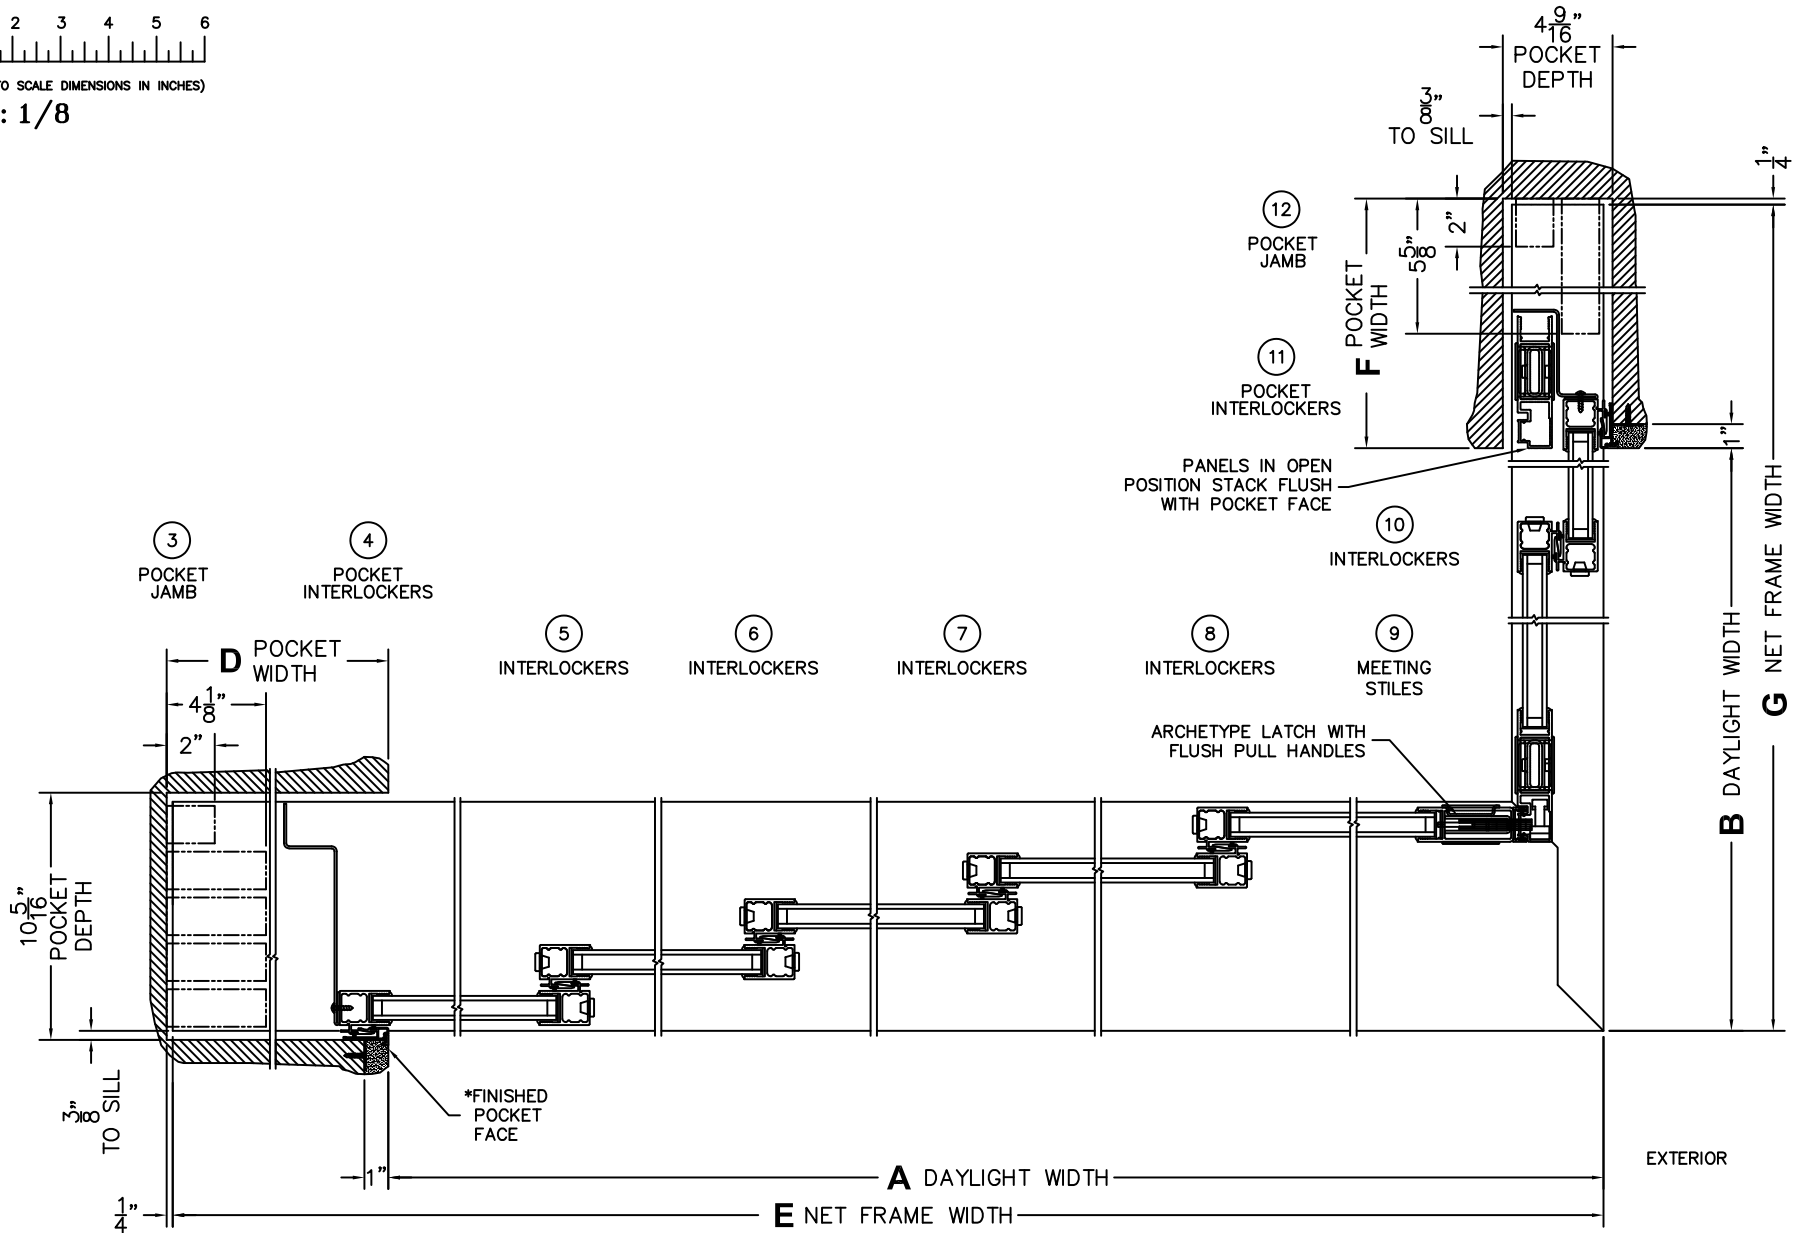 2 3 4 5 6
TO SCALE DIMENSIONS IN INCHES)
: 1/8
4 9/16"
POCKET
DEPTH
3/8"
TO SILL
1/4"
12
POCKET
JAMB
2"
5 5/8"
F POCKET
WIDTH
11
POCKET
INTERLOCKERS
1"
PANELS IN OPEN
POSITION STACK FLUSH
WITH POCKET FACE
10
INTERLOCKERS
G NET FRAME WIDTH
B DAYLIGHT WIDTH
3
POCKET
JAMB
4
POCKET
INTERLOCKERS
5
INTERLOCKERS
6
INTERLOCKERS
7
INTERLOCKERS
8
INTERLOCKERS
9
MEETING
STILES
D POCKET
WIDTH
4 1/8"
2"
ARCHETYPE LATCH WITH
FLUSH PULL HANDLES
10 5/16"
POCKET
DEPTH
3/8"
TO SILL
*FINISHED
POCKET
FACE
1"
A DAYLIGHT WIDTH
EXTERIOR
1/4"
E NET FRAME WIDTH